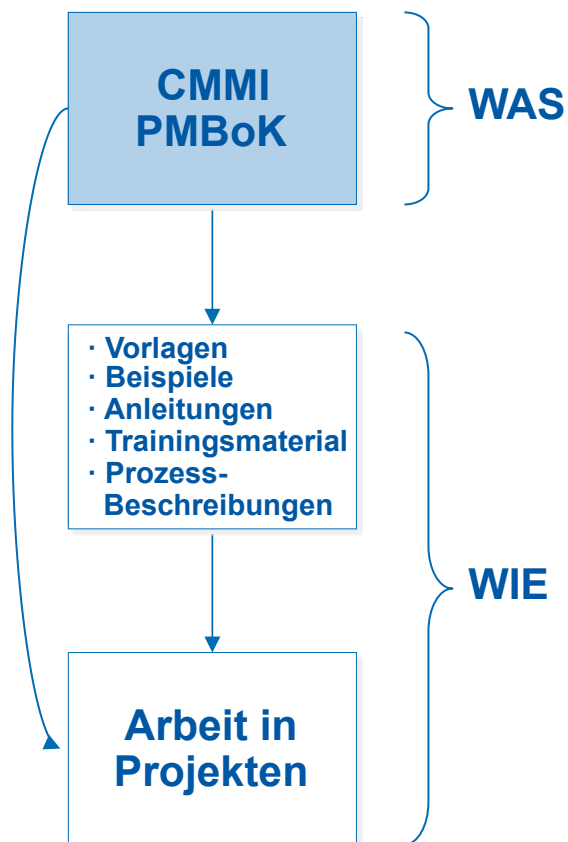 CMMI
PMBoK
WAS
· Vorlagen
· Beispiele
· Anleitungen
· Trainingsmaterial
· Prozess-
Beschreibungen
WIE
Arbeit in
Projekten